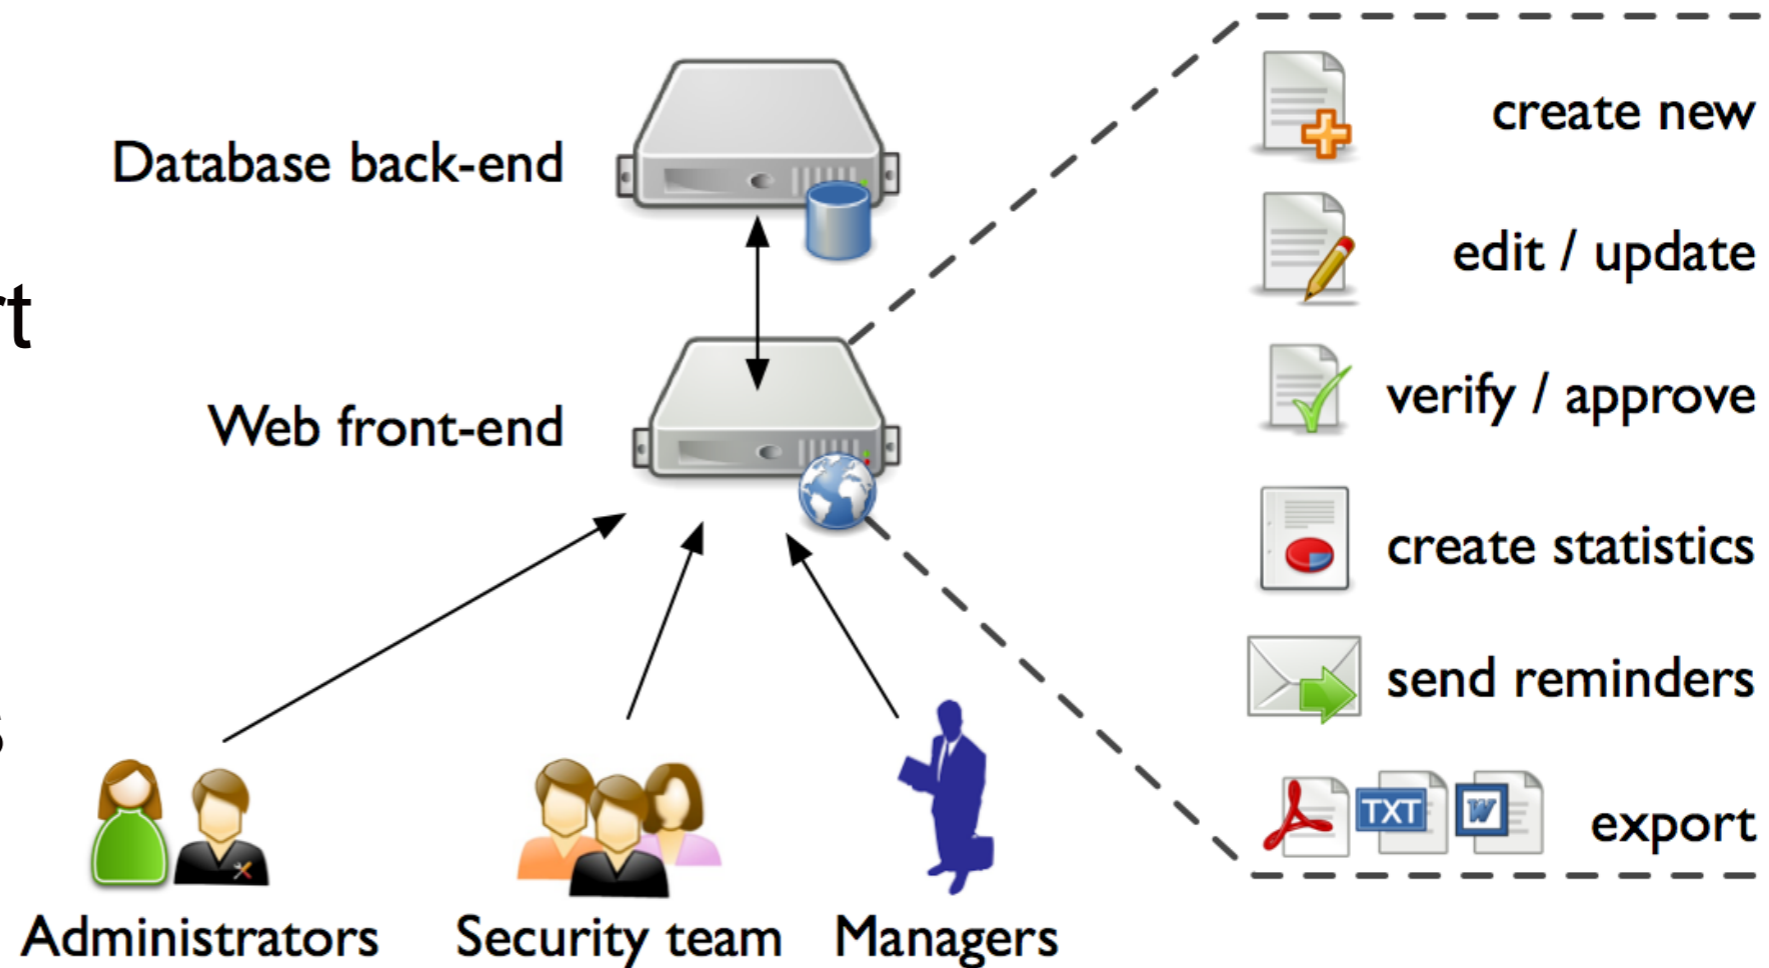 Database back-end
rt
Web front-end
s
Administrators
Security team
Managers
create new
edit / update
verify / approve
create statistics
send reminders
TXT
W
export